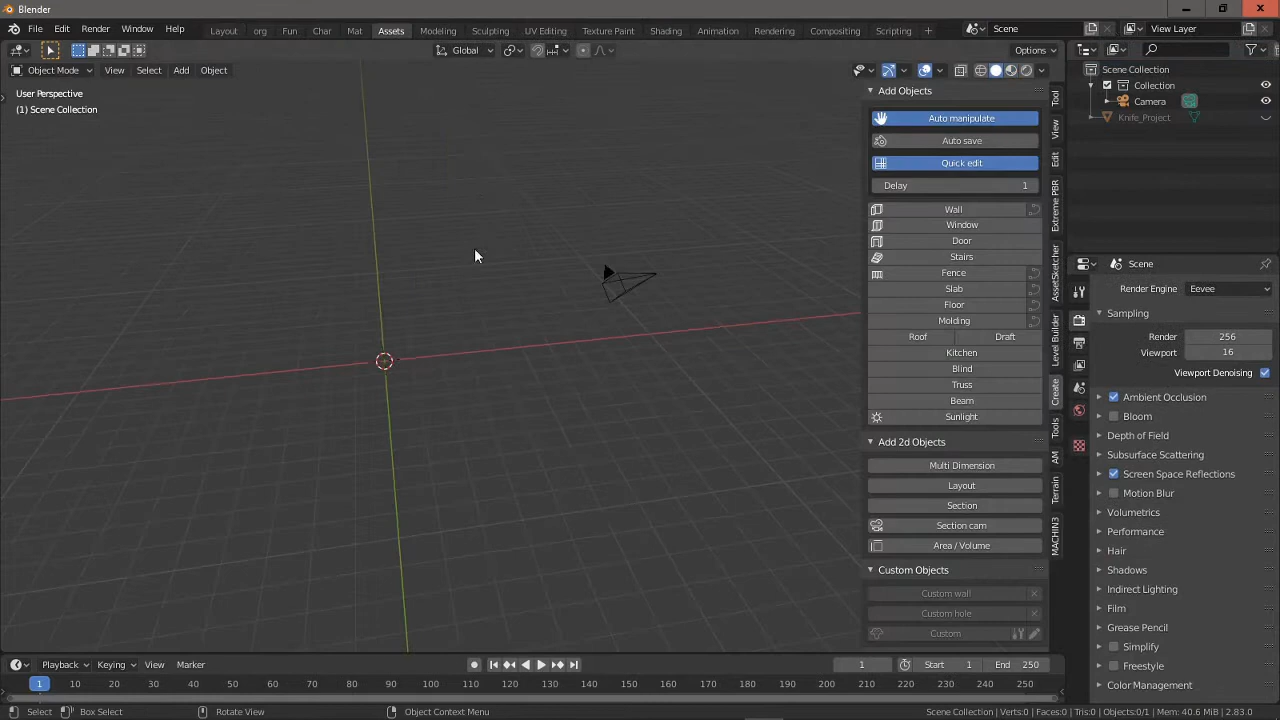 Blender
File Edit Render Window Help Layout org Fun Char Mat Assets Modeling Sculpting UV Editing Texture Paint Shading Animation Rendering Compositing Scripting + Scene View Layer
Global Options
Object Mode View Select Add Object
User Perspective
(1) Scene Collection
Add Objects
Auto manipulate
Auto save
Quick edit
Delay 1
Wall
Window
Door
Stairs
Fence
Slab
Floor
Molding
Roof Draft
Kitchen
Blind
Truss
Beam
Sunlight
Add 2d Objects
Multi Dimension
Layout
Section
Section cam
Area / Volume
Custom Objects
Custom wall
Custom hole
Custom
Tool
View
Edit
Extreme PBR
AssetSketcher
Level Builder
Create
Tools
AM
Terrain
MACHIN3
Scene Collection
Collection
Camera
Knife_Project
Scene
Render Engine Eevee
Sampling
Render 256
Viewport 16
Viewport Denoising
Ambient Occlusion
Bloom
Depth of Field
Subsurface Scattering
Screen Space Reflections
Motion Blur
Volumetrics
Performance
Hair
Shadows
Indirect Lighting
Film
Grease Pencil
Simplify
Freestyle
Color Management
Playback Keying View Marker 1 Start 1 End 250
1 10 20 30 40 50 60 70 80 90 100 110 120 130 140 150 160 170 180 190 200 210 220 230 240 250
Select Box Select Rotate View Object Context Menu Scene Collection | Verts:0 | Faces:0 | Tris:0 | Objects:0/1 | Mem: 40.6 MiB | 2.83.0